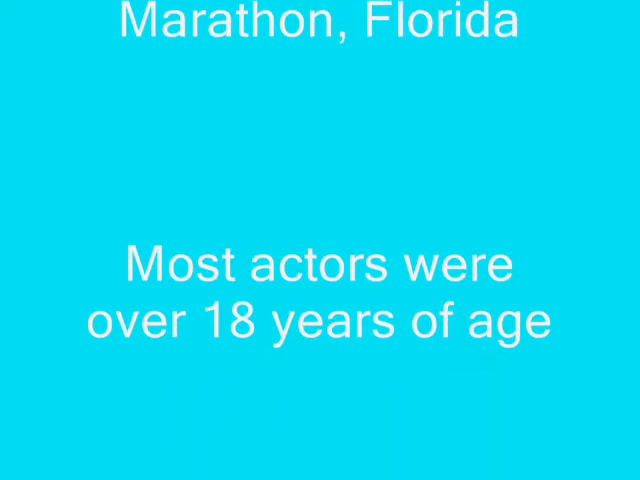 Marathon, Florida
Most actors were
over 18 years of age